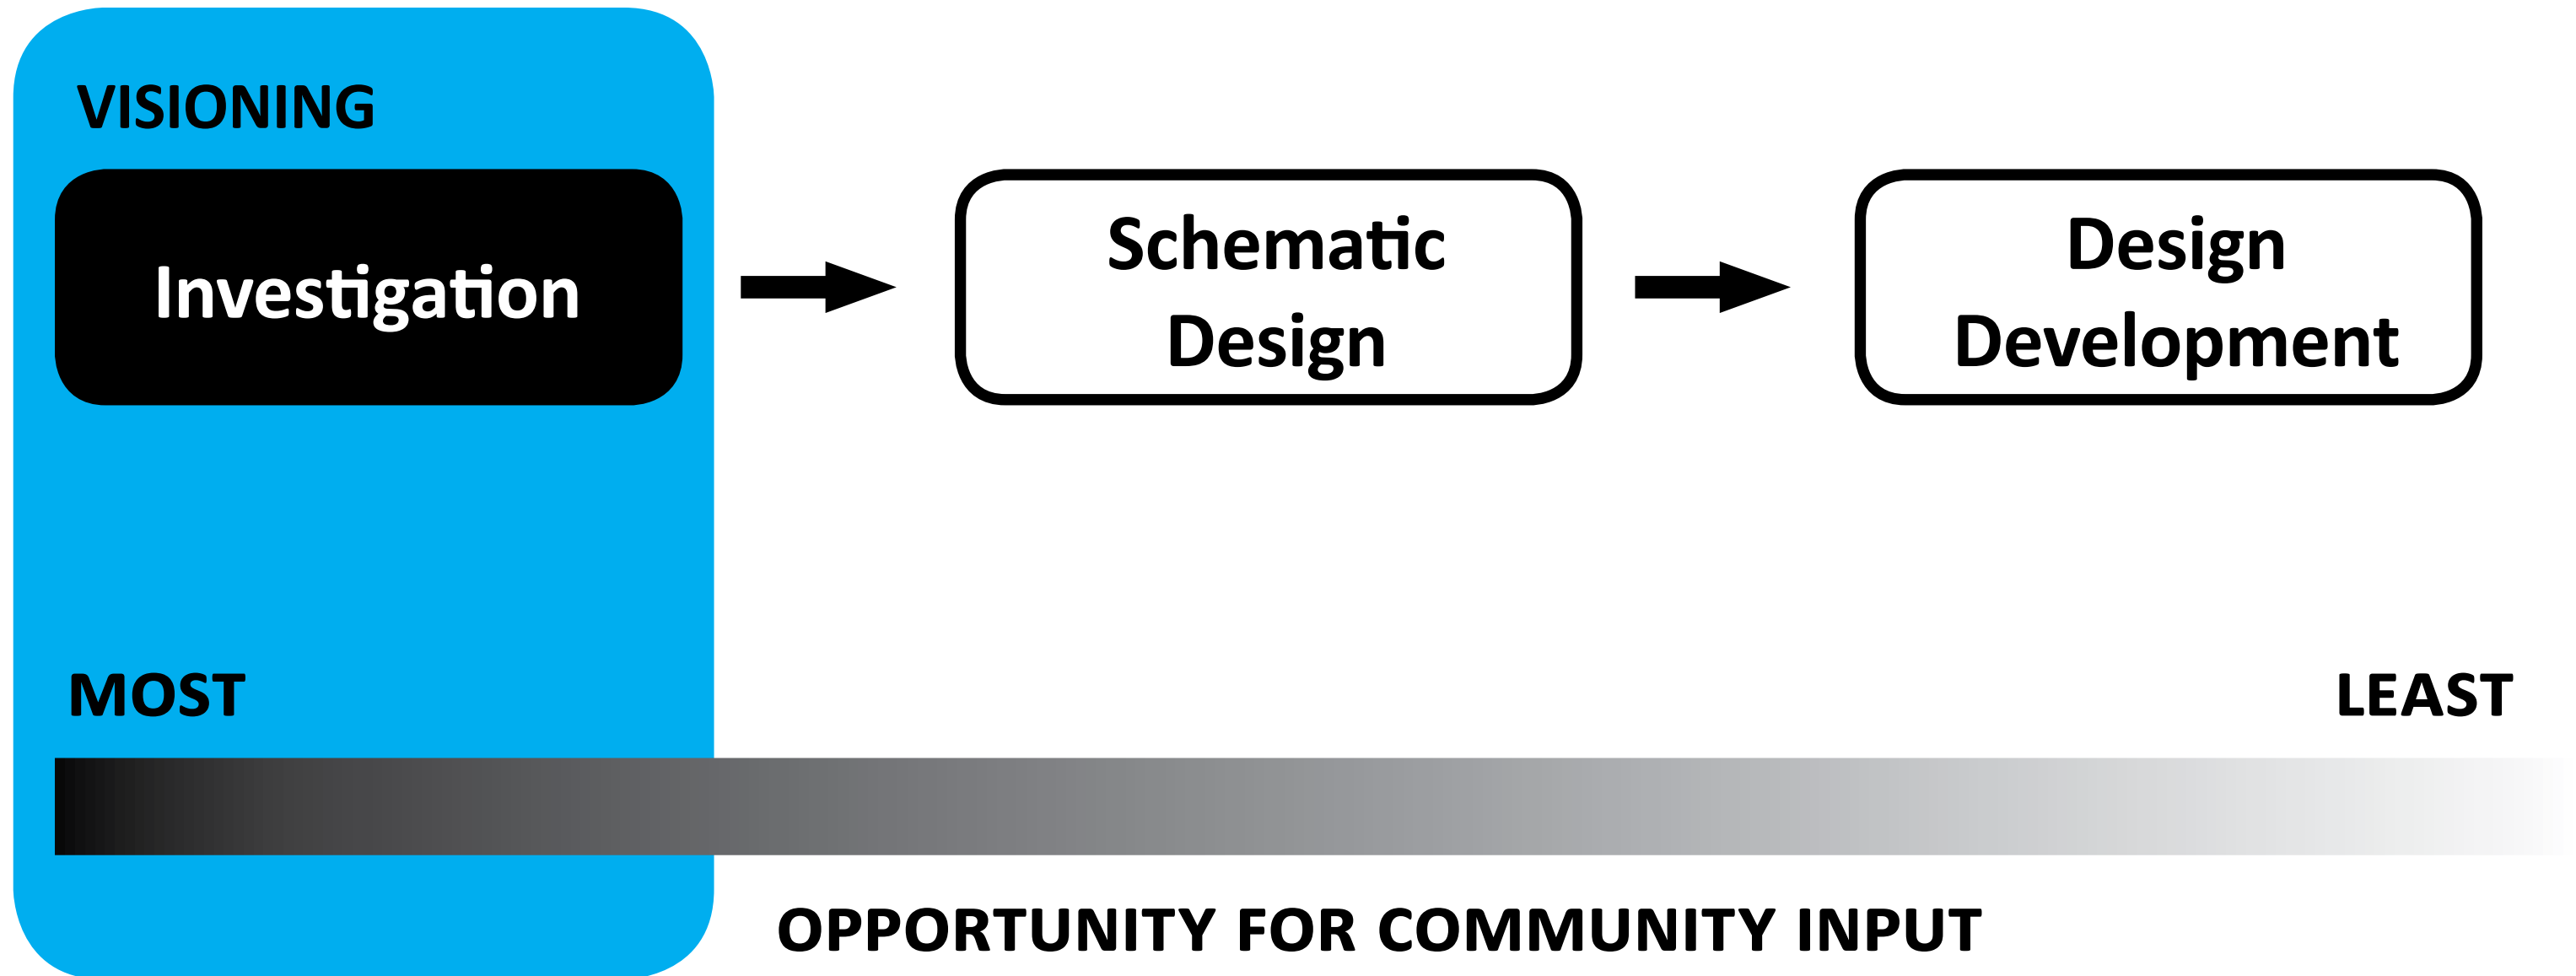 VISIONING
Investigation
Schematic
Design
Design
Development
MOST
LEAST
OPPORTUNITY FOR COMMUNITY INPUT